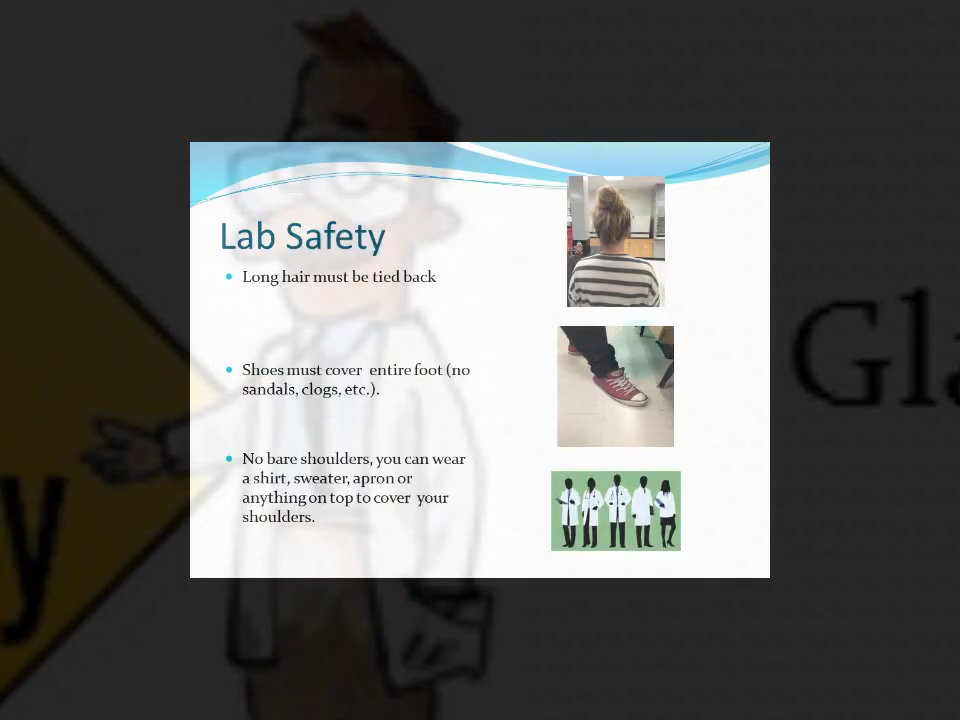 Lab Safety
Long hair must be tied back
Shoes must cover entire foot (no
sandals, clogs, etc.).
No bare shoulders, you can wear
a shirt, sweater, apron or
anything on top to cover your
shoulders.
y
Gla